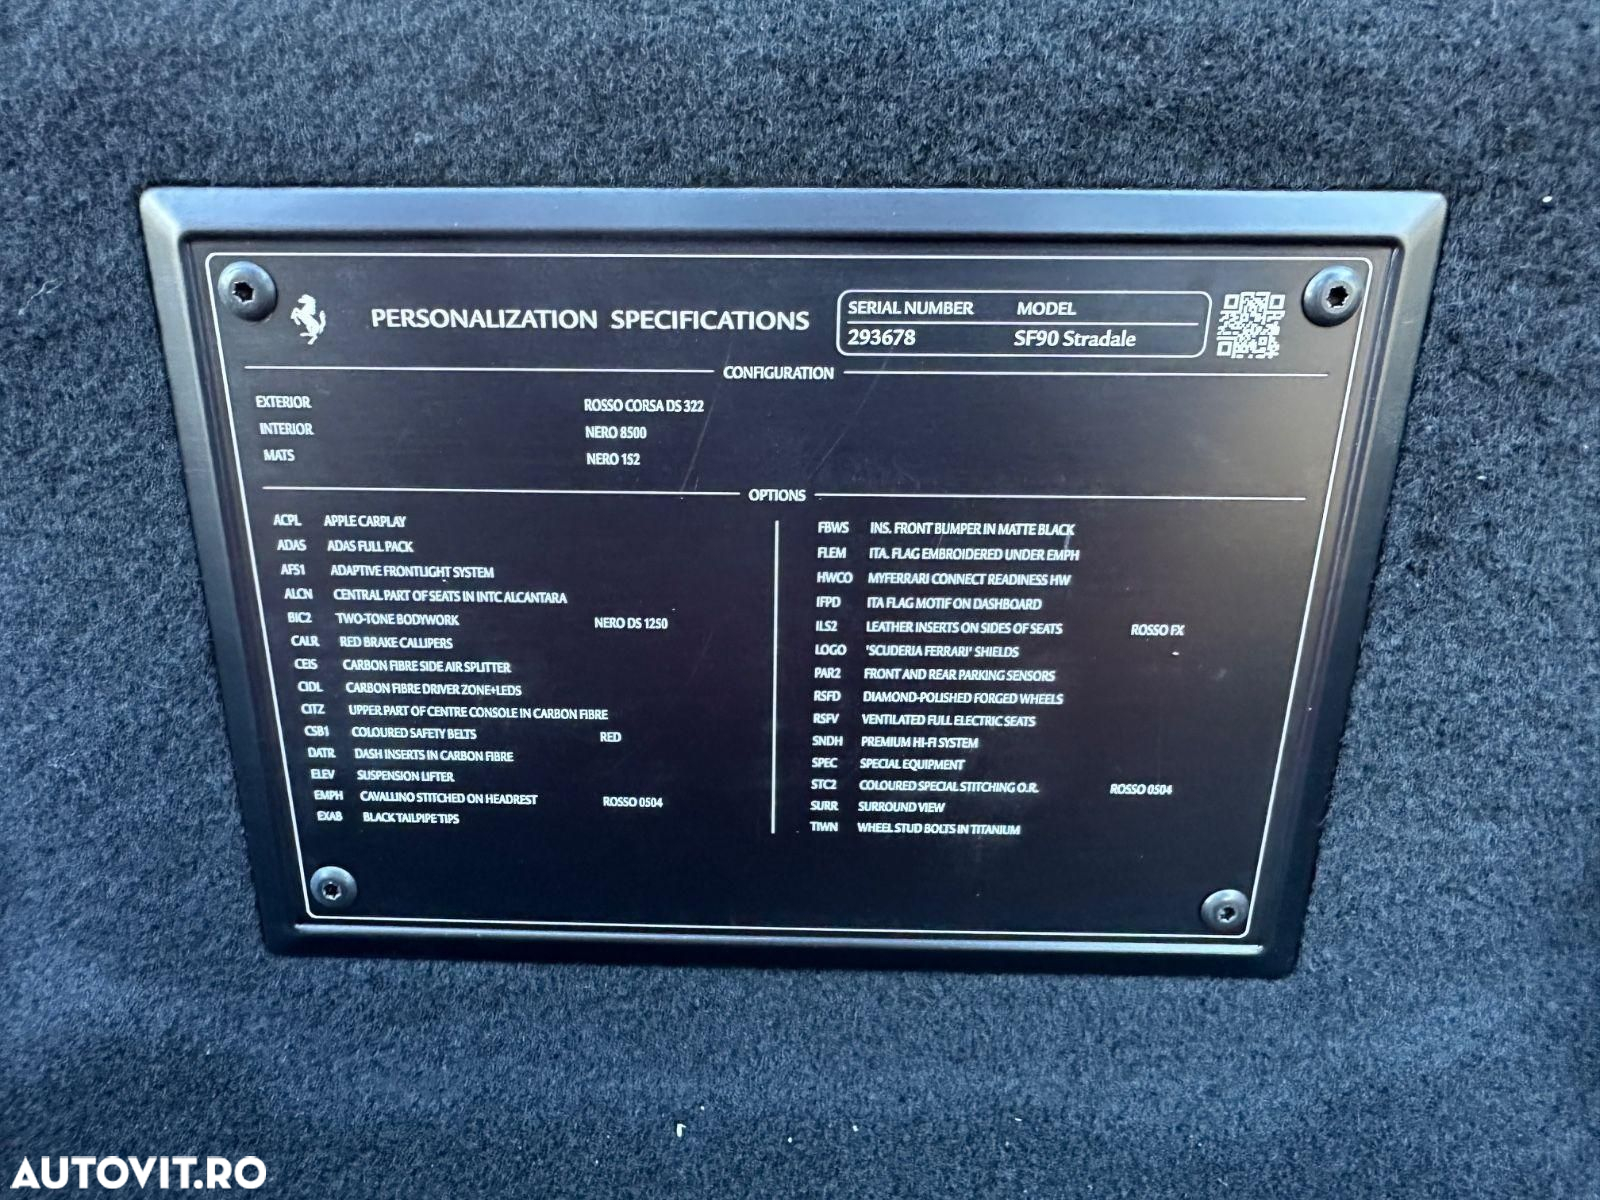 PERSONALIZATION SPECIFICATIONS
SERIAL NUMBER MODEL
293678 SF90 Stradale
CONFIGURATION
EXTERIOR ROSSO CORSA DS 322
INTERIOR NERO 8500
MATS NERO 152
OPTIONS
ACPL APPLE CARPLAY
ADAS ADAS FULL PACK
AFS1 ADAPTIVE FRONTLIGHT SYSTEM
ALCN CENTRAL PART OF SEATS IN INTC ALCANTARA
BIC2 TWO-TONE BODYWORK NERO DS 1250
CALR RED BRAKE CALLIPERS
CEIS CARBON FIBRE SIDE AIR SPLITTER
CIDL CARBON FIBRE DRIVER ZONE+LEDS
CITZ UPPER PART OF CENTRE CONSOLE IN CARBON FIBRE
CSB1 COLOURED SAFETY BELTS RED
DATR DASH INSERTS IN CARBON FIBRE
ELEV SUSPENSION LIFTER
EMPH CAVALLINO STITCHED ON HEADREST ROSSO 0504
EXAB BLACK TAILPIPE TIPS
FBWS INS. FRONT BUMPER IN MATTE BLACK
FLEM ITA. FLAG EMBROIDERED UNDER EMPH
HWCO MYFERRARI CONNECT READINESS HW
IFPD ITA FLAG MOTIF ON DASHBOARD
ILS2 LEATHER INSERTS ON SIDES OF SEATS ROSSO FX
LOGO 'SCUDERIA FERRARI' SHIELDS
PAR2 FRONT AND REAR PARKING SENSORS
RSFD DIAMOND-POLISHED FORGED WHEELS
RSFV VENTILATED FULL ELECTRIC SEATS
SNDH PREMIUM HI-FI SYSTEM
SPEC SPECIAL EQUIPMENT
STC2 COLOURED SPECIAL STITCHING O.R. ROSSO 0504
SURR SURROUND VIEW
TIWN WHEEL STUD BOLTS IN TITANIUM
AUTOVIT.RO